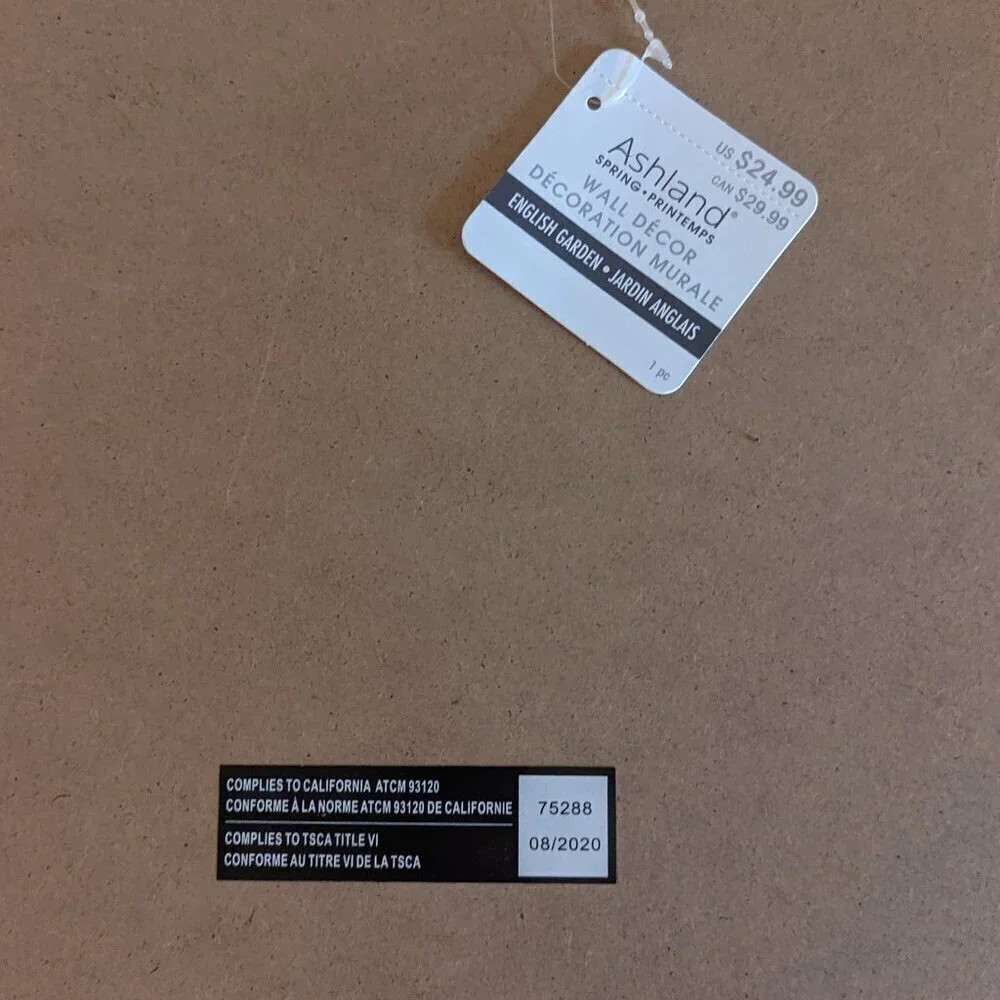 US $24.99
CAN $29.99
Ashland®
SPRING • PRINTEMPS
WALL DÉCOR
DÉCORATION MURALE
ENGLISH GARDEN • JARDIN ANGLAIS
1 pc
COMPLIES TO CALIFORNIA ATCM 93120
CONFORME À LA NORME ATCM 93120 DE CALIFORNIE
COMPLIES TO TSCA TITLE VI
CONFORME AU TITRE VI DE LA TSCA
75288
08/2020